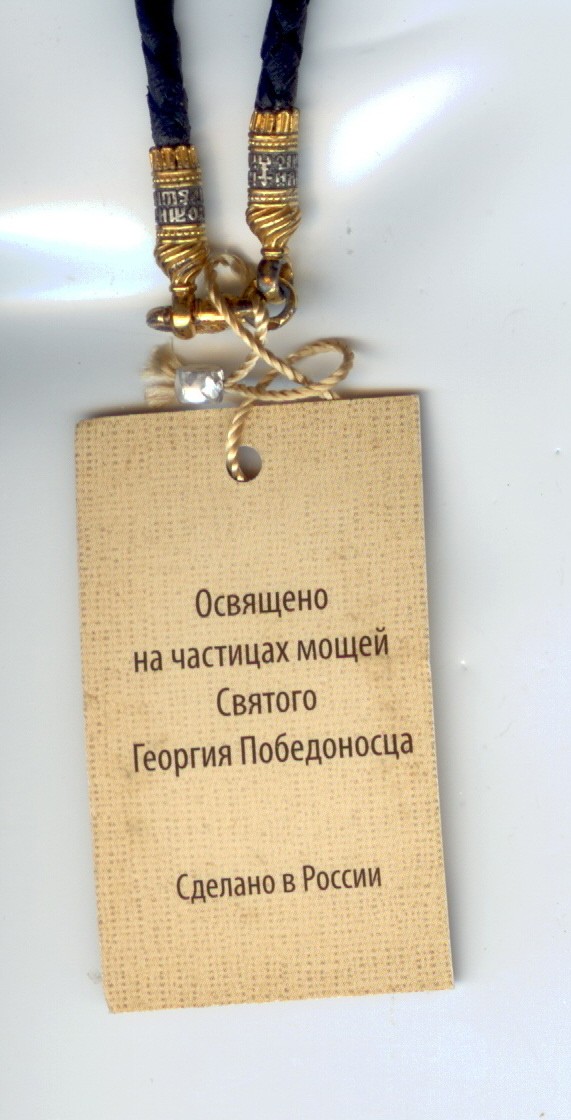 Освящено
на частицах мощей
Святого
Георгия Победоносца
Сделано в России